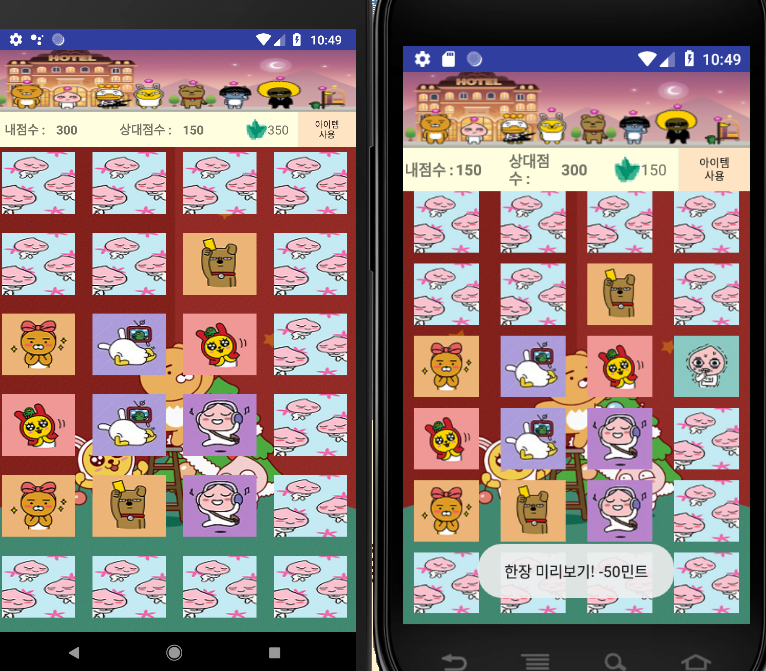 10:49
HOTEL
내점수 : 300 상대점수 : 150 350 아이템
사용
10:49
HOTEL
내점수 : 150 상대점
수 : 300 150 아이템
사용
한장 미리보기! -50민트